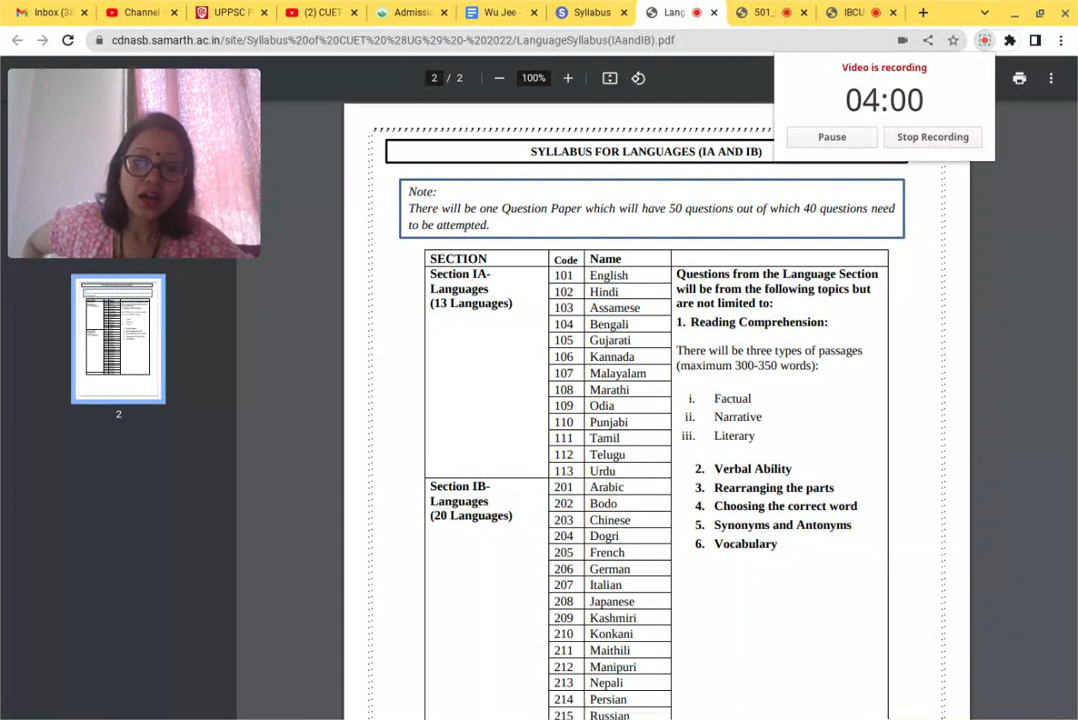 Inbox (38
Channel
UPPSC P
(2) CUET
Admissi
Wu Jee -
Syllabus
Lang
501_
IBCU
cdnasb.samarth.ac.in/site/Syllabus%20of%20CUET%20%28UG%29%20-%202022/LanguageSyllabus(IAandIB).pdf
2 / 2
100%
Video is recording
04:00
Pause
Stop Recording
2
SYLLABUS FOR LANGUAGES (IA AND IB)
Note:
There will be one Question Paper which will have 50 questions out of which 40 questions need
to be attempted.
SECTION Code Name
Section IA-
Languages
(13 Languages)
101 English
102 Hindi
103 Assamese
104 Bengali
105 Gujarati
106 Kannada
107 Malayalam
108 Marathi
109 Odia
110 Punjabi
111 Tamil
112 Telugu
113 Urdu
Section IB-
Languages
(20 Languages)
201 Arabic
202 Bodo
203 Chinese
204 Dogri
205 French
206 German
207 Italian
208 Japanese
209 Kashmiri
210 Konkani
211 Maithili
212 Manipuri
213 Nepali
214 Persian
215 Russian
Questions from the Language Section
will be from the following topics but
are not limited to:
1. Reading Comprehension:
There will be three types of passages
(maximum 300-350 words):
i. Factual
ii. Narrative
iii. Literary
2. Verbal Ability
3. Rearranging the parts
4. Choosing the correct word
5. Synonyms and Antonyms
6. Vocabulary